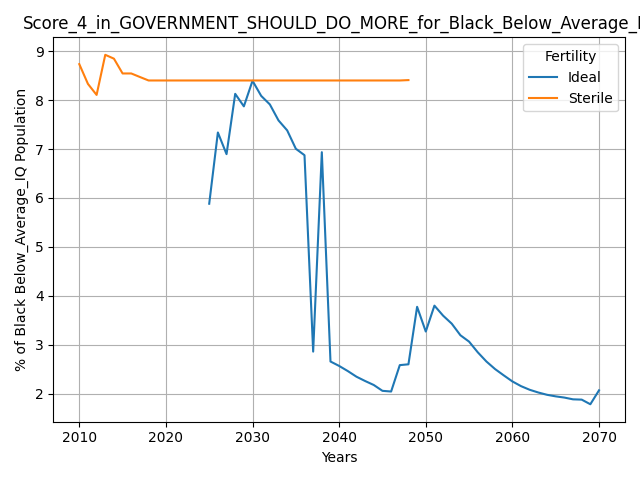 Score_4_in_GOVERNMENT_SHOULD_DO_MORE_for_Black_Below_Average_I
Fertility
Ideal
Sterile
% of Black Below_Average_IQ Population
9
8
7
6
5
4
3
2
2010 2020 2030 2040 2050 2060 2070
Years